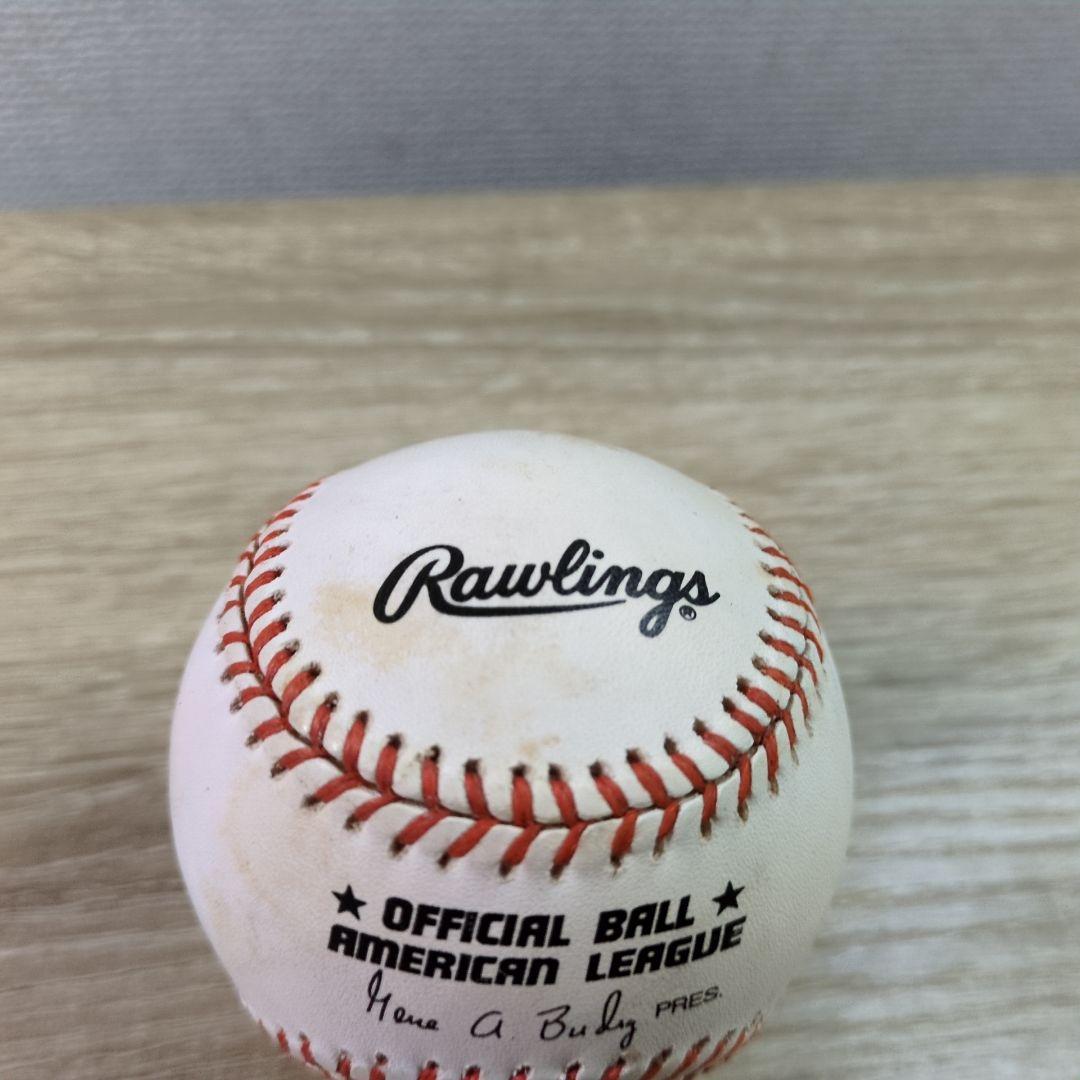 Rawlings®
★ OFFICIAL BALL ★
AMERICAN LEAGUE
Gene A. Budig PRES.